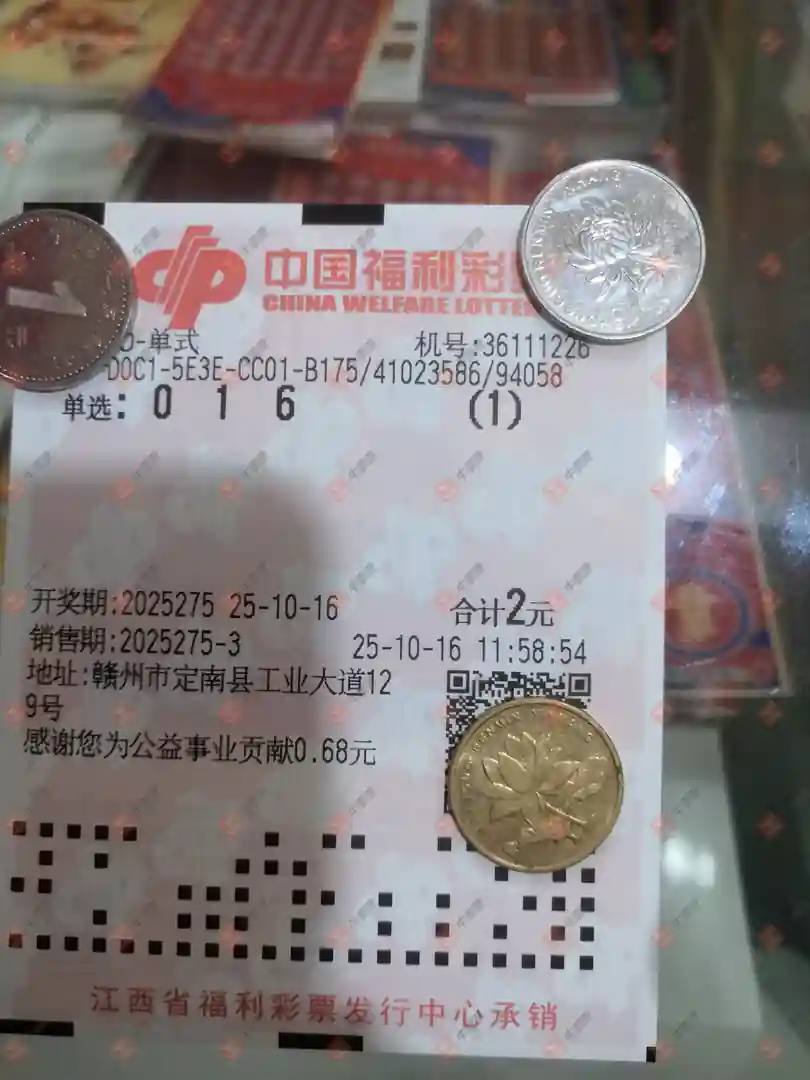 中国福利彩
CHINA WELFARE LOTTE
D-单式 机号:36111226
D0C1-5E3E-CC01-B175/41023586/94058
单选: 0 1 6 (1)
开奖期:2025275 25-10-16 合计2元
销售期:2025275-3 25-10-16 11:58:54
地址:赣州市定南县工业大道12
9号
感谢您为公益事业贡献0.68元
江西省福利彩票发行中心承销
1